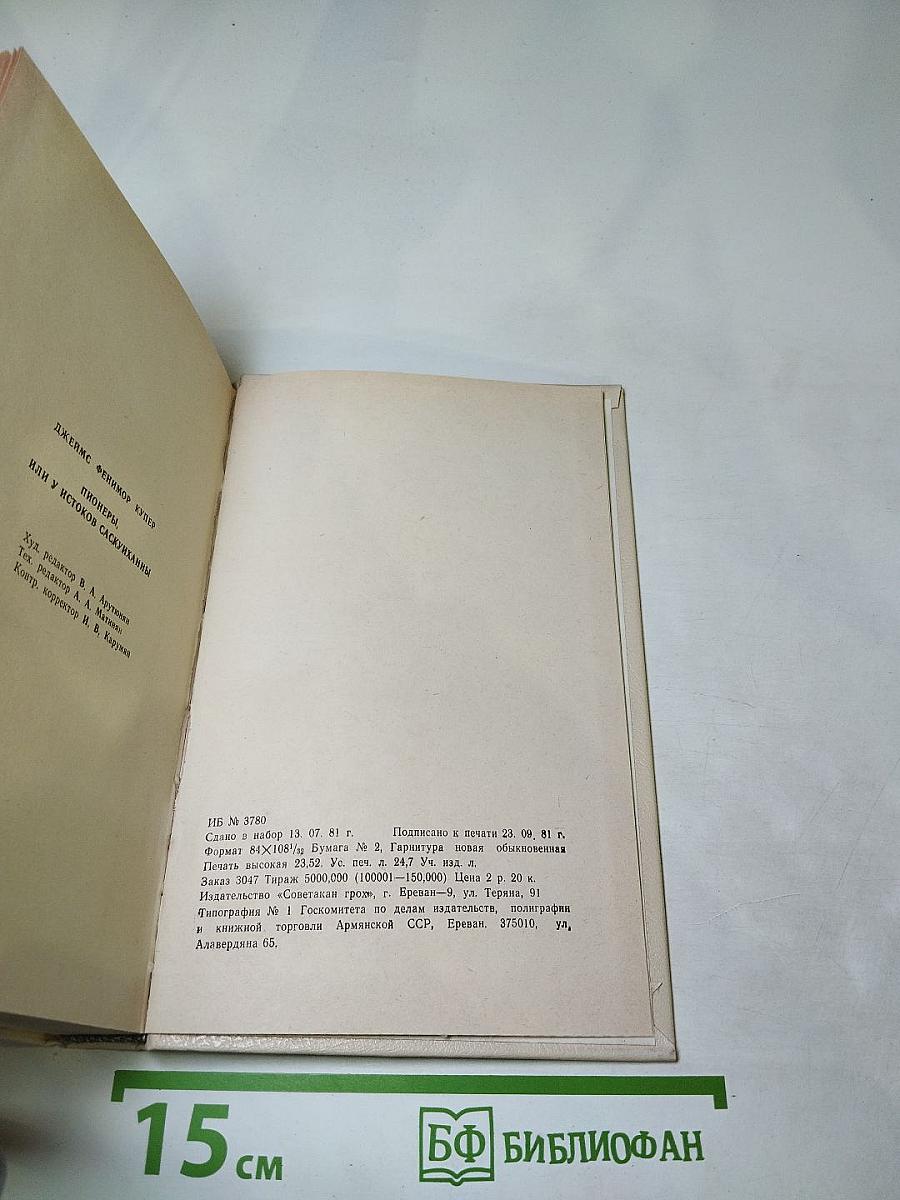 ДЖЕЙМС ФЕНИМОР КУПЕР
ПИОНЕРЫ,
ИЛИ У ИСТОКОВ САСКУИХАННЫ
Худ. редактор В. А. Арутюнян
Тех. редактор А. А. Матинян
Контр. корректор И. В. Карумян
ИБ № 3780
Сдано в набор 13. 07. 81 г. Подписано к печати 23. 09. 81 г.
Формат 84×108¹/₃₂ Бумага № 2, Гарнитура новая обыкновенная
Печать высокая 23,52. Ус. печ. л. 24,7 Уч. изд. л.
Заказ 3047 Тираж 5000,000 (100001—150,000) Цена 2 р. 20 к.
Издательство «Советакан грох», г. Ереван—9, ул. Теряна, 91
Типография № 1 Госкомитета по делам издательств, полиграфии
и книжной торговли Армянской ССР, Ереван. 375010, ул.
Алавердяна 65.
15 см
БФ БИБЛИОФАН